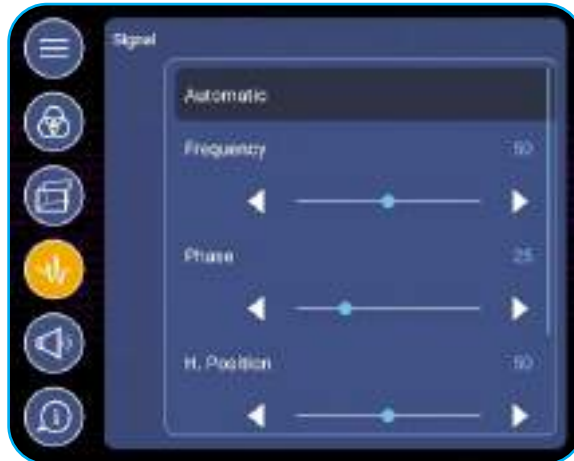 Signal
Automatic
Frequency 50
Phase 25
H. Position 50